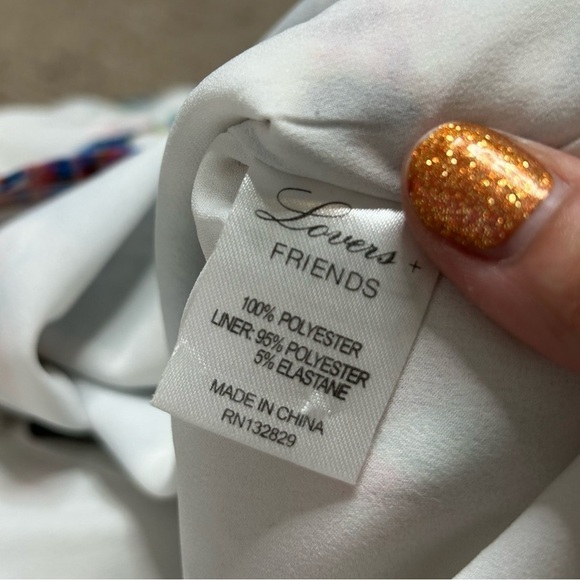 Lovers +
FRIENDS
100% POLYESTER
LINER: 95% POLYESTER
5% ELASTANE
MADE IN CHINA
RN132829